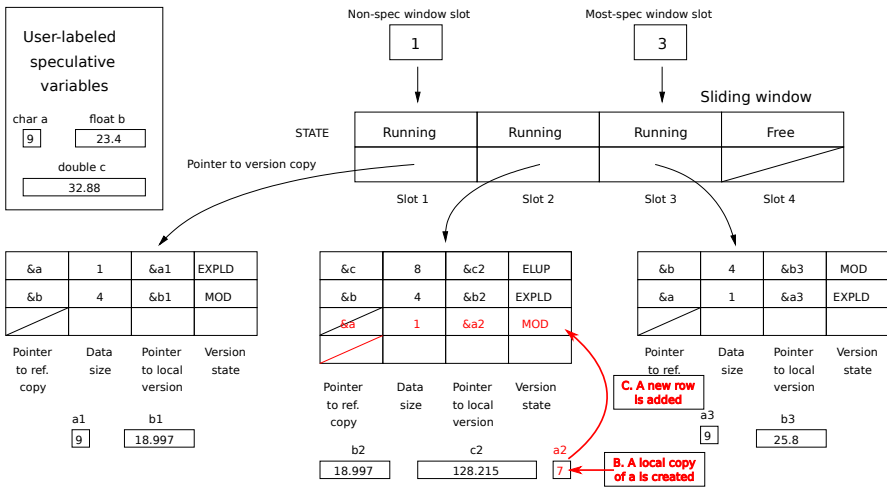 User-labeled
speculative
variables
char a
float b
9
23.4
double c
32.88
Non-spec window slot
Most-spec window slot
1
3
Sliding window
STATE
Running
Running
Running
Free
Pointer to version copy
Slot 1
Slot 2
Slot 3
Slot 4
&a
1
&a1
EXPLD
&b
4
&b1
MOD
Pointer
to ref.
copy
Data
size
Pointer
to local
version
Version
state
a1
b1
9
18.997
&c
8
&c2
ELUP
&b
4
&b2
EXPLD
&a
1
&a2
MOD
Pointer
to ref.
copy
Data
size
Pointer
to local
version
Version
state
b2
c2
a2
18.997
128.215
7
&b
4
&b3
MOD
&a
1
&a3
EXPLD
Pointer
to ref.
Data
size
Pointer
to local
version
Version
state
C. A new row
is added
a3
b3
9
25.8
B. A local copy
of a is created